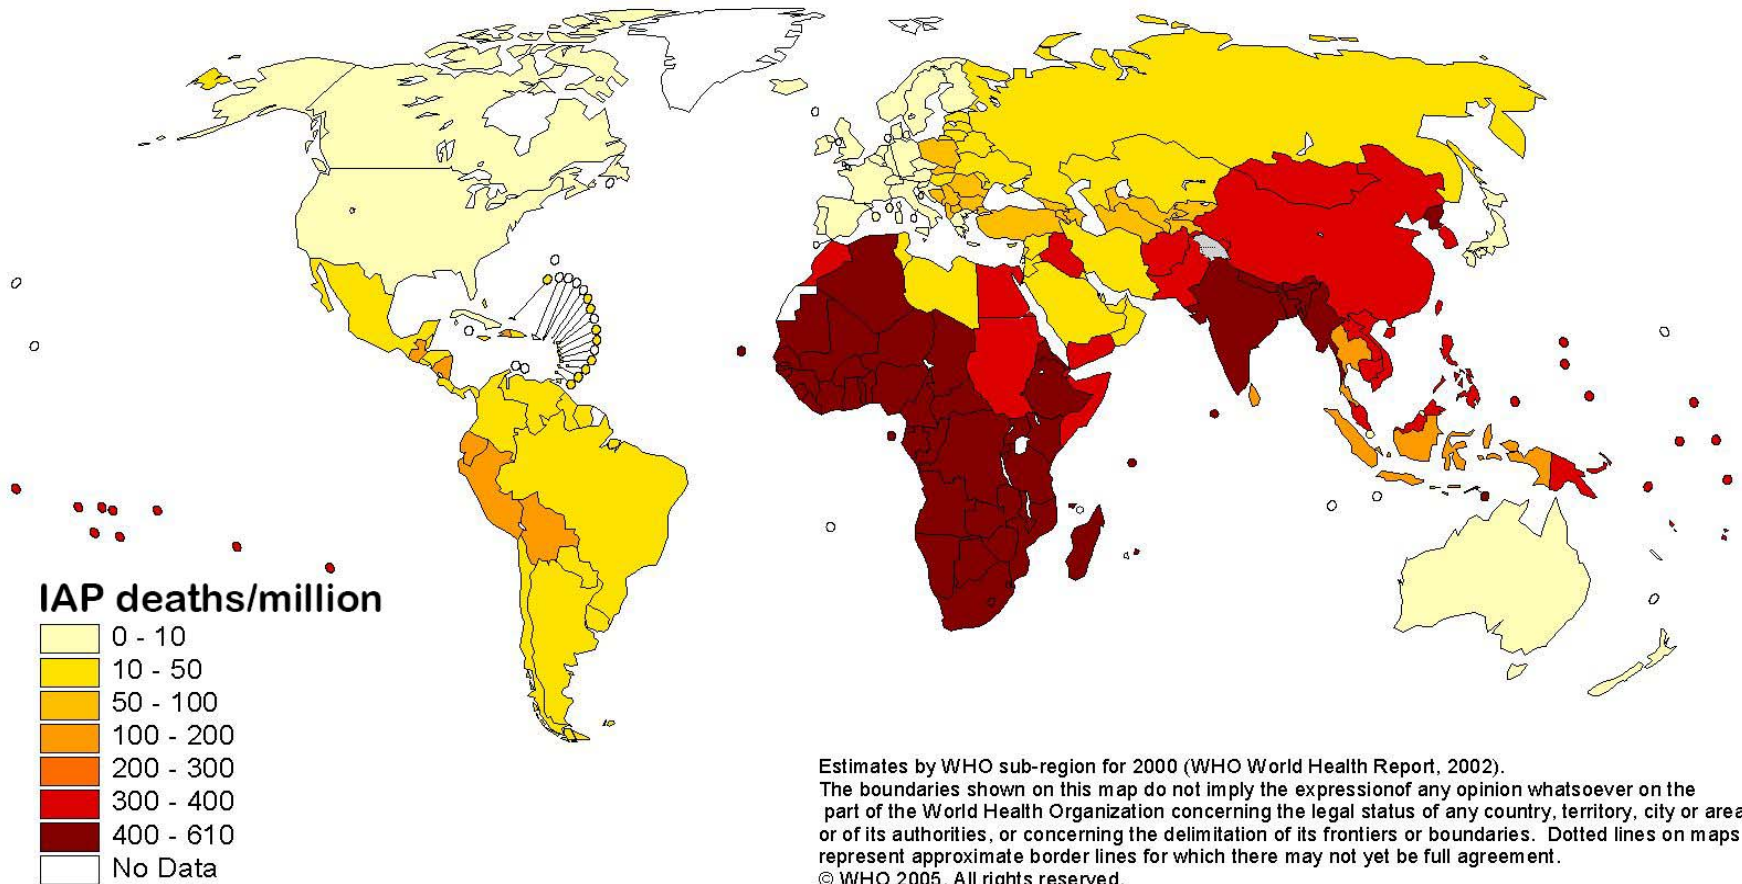 IAP deaths/million
0 - 10
10 - 50
50 - 100
100 - 200
200 - 300
300 - 400
400 - 610
No Data
Estimates by WHO sub-region for 2000 (WHO World Health Report, 2002).
The boundaries shown on this map do not imply the expressionof any opinion whatsoever on the
part of the World Health Organization concerning the legal status of any country, territory, city or area
or of its authorities, or concerning the delimitation of its frontiers or boundaries. Dotted lines on maps
represent approximate border lines for which there may not yet be full agreement.
© WHO 2005. All rights reserved.